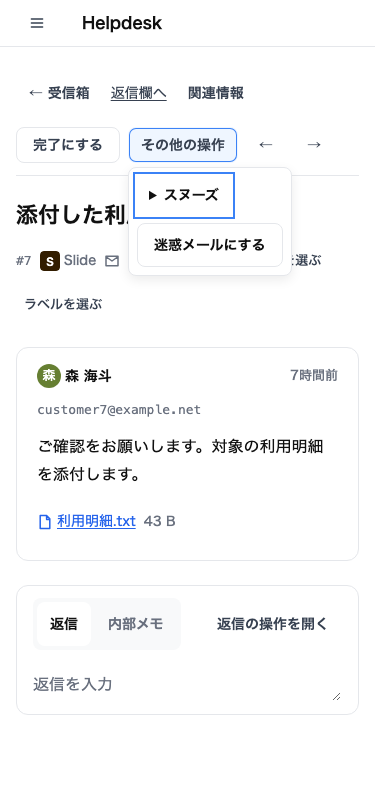 Helpdesk
← 受信箱 返信欄へ 関連情報
完了にする その他の操作 ← →
▶ スヌーズ
添付した利
迷惑メールにする
#7 S Slide を選ぶ
ラベルを選ぶ
森 森 海斗 7時間前
customer7@example.net
ご確認をお願いします。対象の利用明細
を添付します。
利用明細.txt 43 B
返信 内部メモ 返信の操作を開く
返信を入力